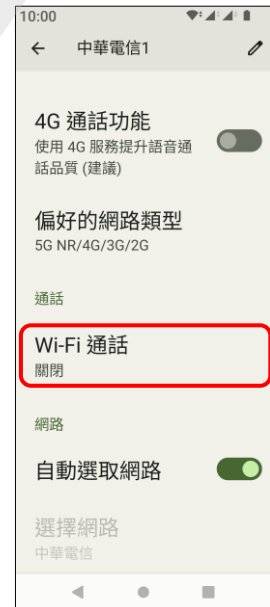 10:00
中華電信1
4G 通話功能
使用 4G 服務提升語音通
話品質 (建議)
偏好的網路類型
5G NR/4G/3G/2G
通話
Wi-Fi 通話
關閉
網路
自動選取網路
選擇網路
中華電信